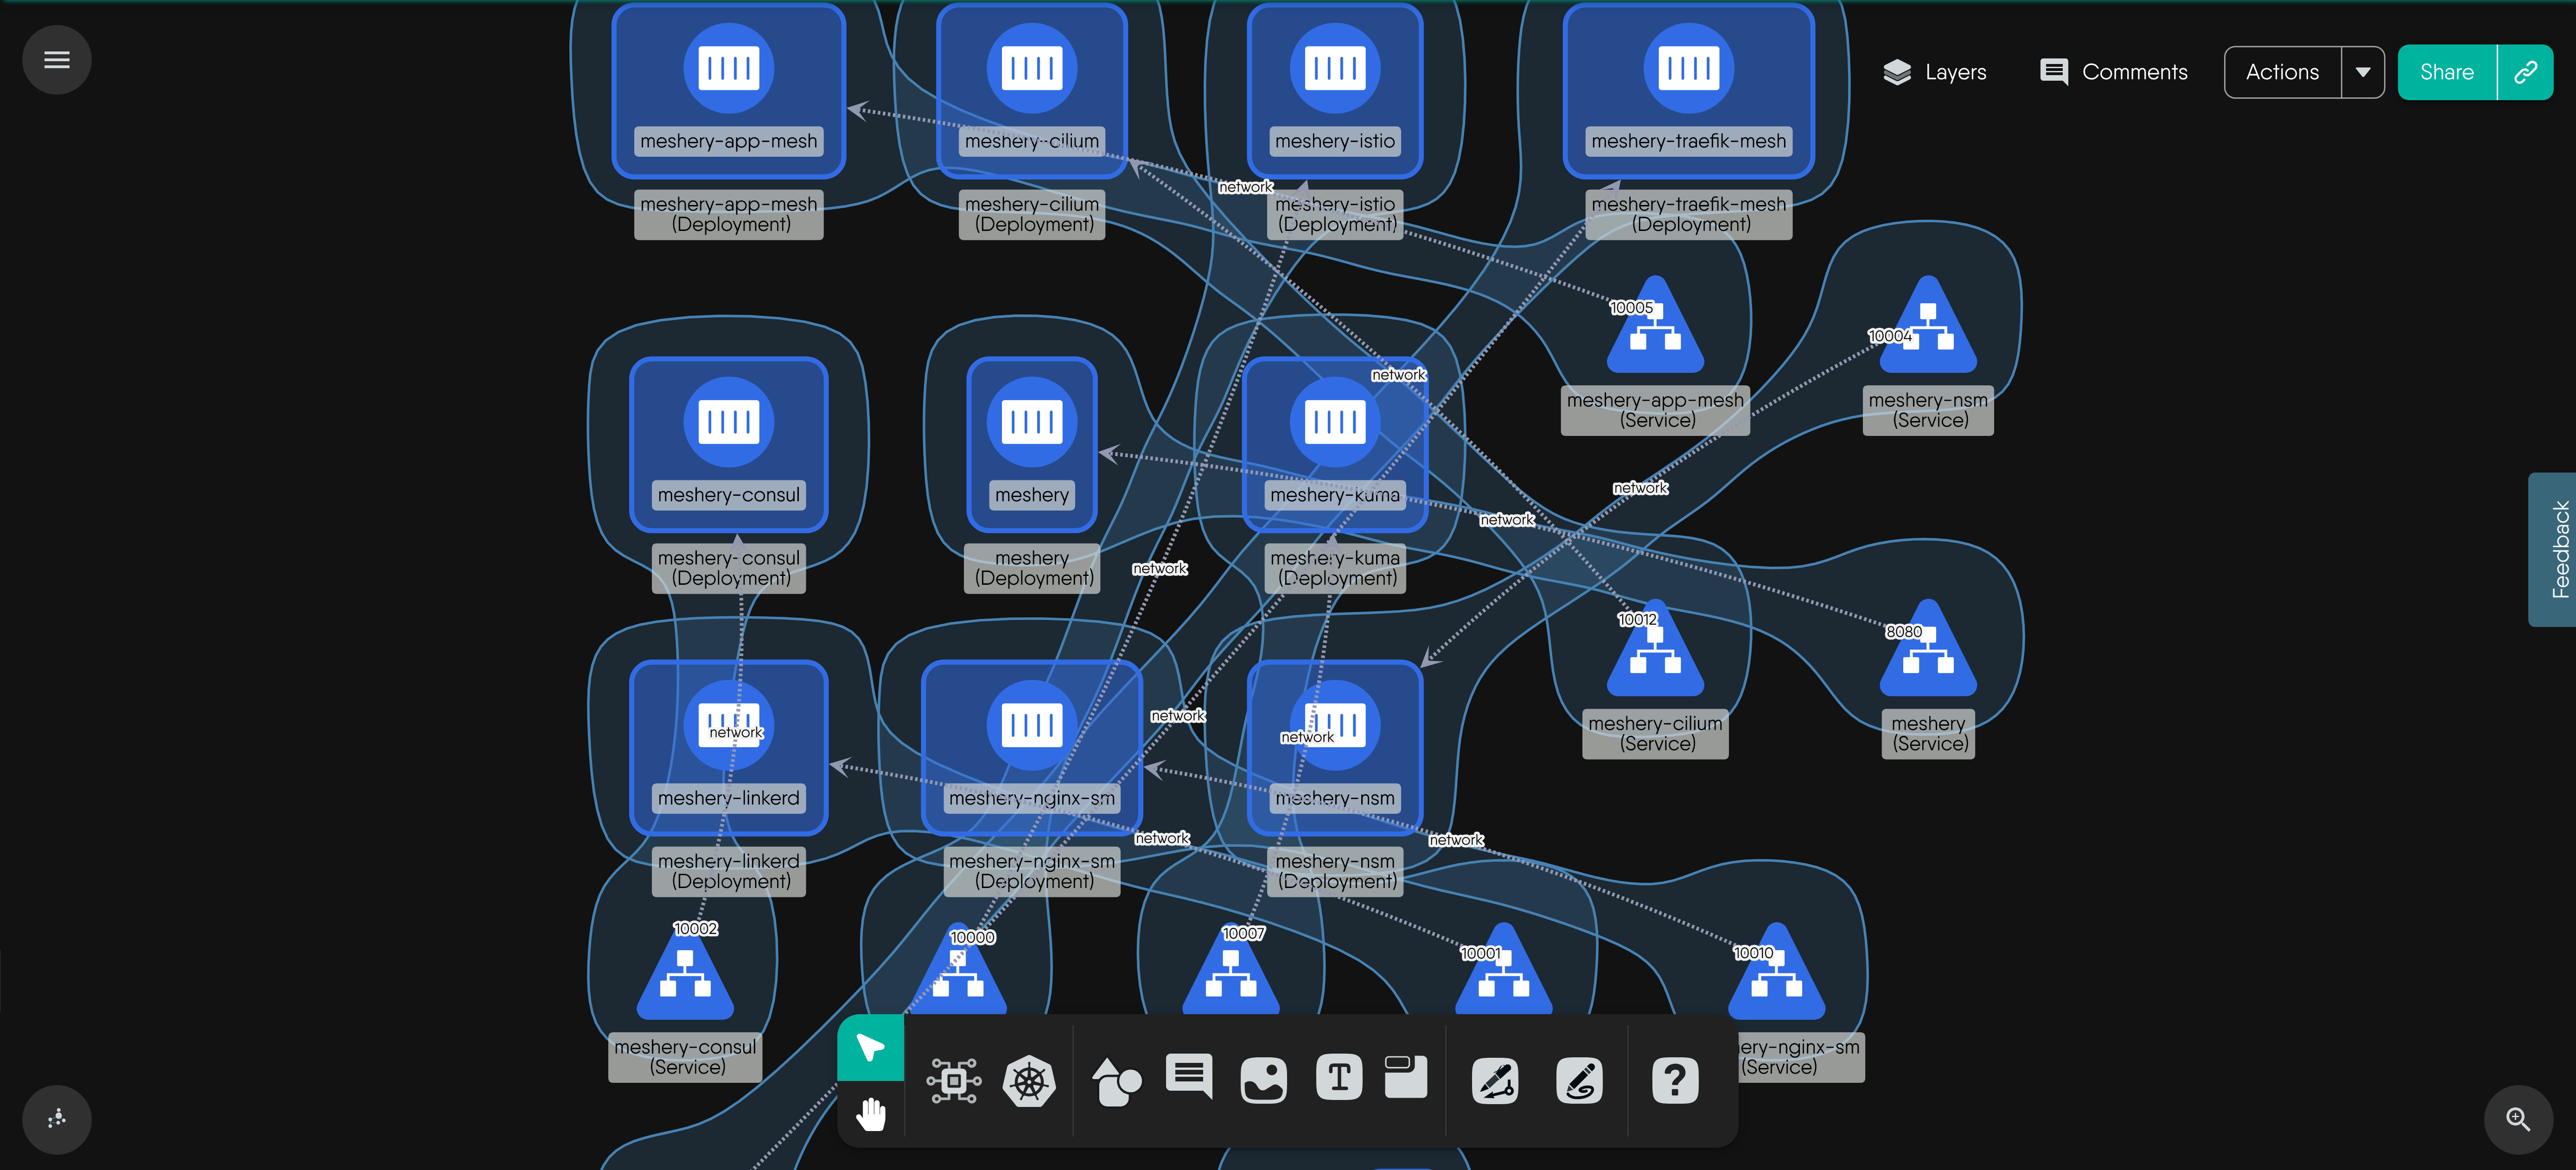 Layers
Comments
Actions
Share
meshery-app-mesh
meshery-cilium
meshery-istio
meshery-traefik-mesh
network
meshery-app-mesh
(Deployment)
meshery-cilium
(Deployment)
meshery-istio
(Deployment)
meshery-traefik-mesh
(Deployment)
10005
10004
network
meshery-app-mesh
(Service)
meshery-nsm
(Service)
meshery-consul
meshery
meshery-kuma
network
network
Feedback
meshery-consul
(Deployment)
meshery
(Deployment)
meshery-kuma
(Deployment)
network
10012
8080
network
network
network
meshery-cilium
(Service)
meshery
(Service)
meshery-linkerd
meshery-nginx-sm
meshery-nsm
network
network
meshery-linkerd
(Deployment)
meshery-nginx-sm
(Deployment)
meshery-nsm
(Deployment)
10002
10000
10007
10001
10010
meshery-consul
(Service)
ery-nginx-sm
(Service)
T
?